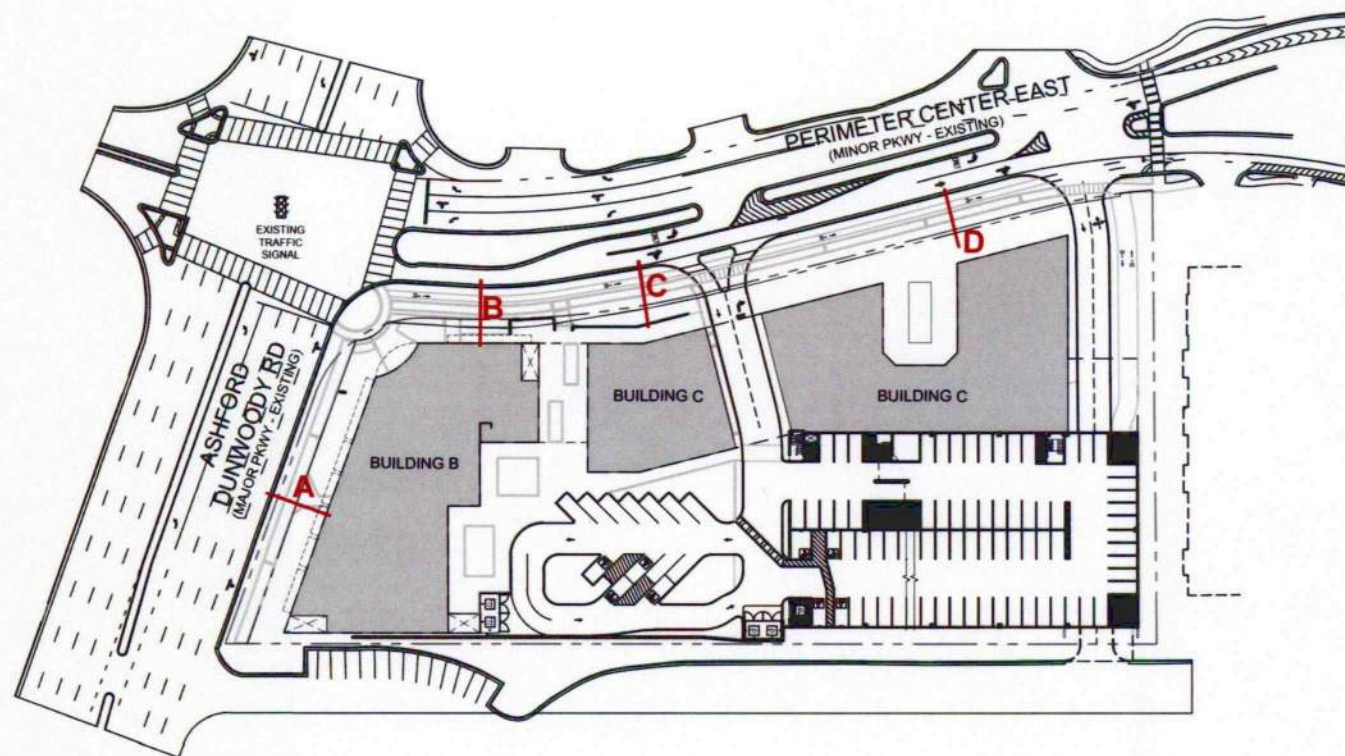 PERIMETER CENTER EAST
(MINOR PKWY - EXISTING)
EXISTING
TRAFFIC
SIGNAL
D
C
B
ASHFORD
DUNWOODY RD
(MAJOR PKWY - EXISTING)
A
BUILDING B
BUILDING C
BUILDING C